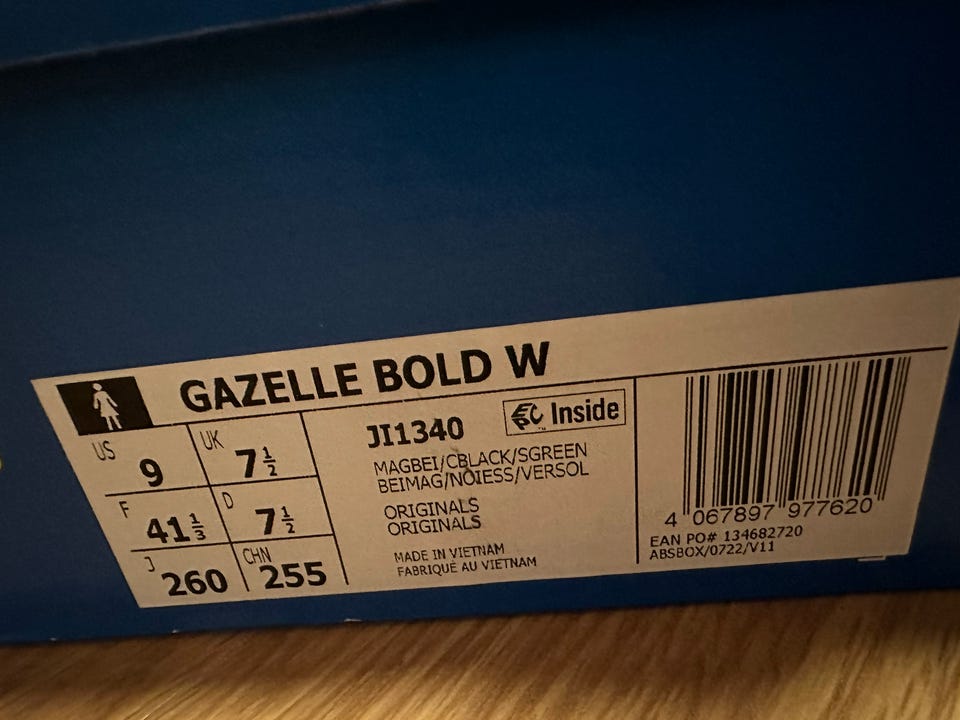 GAZELLE BOLD W
US 9 UK 7½
F 41⅓ D 7½
J 260 CHN 255
JI1340
EPC Inside
™
MAGBEI/CBLACK/SGREEN
BEIMAG/NOIESS/VERSOL
ORIGINALS
ORIGINALS
MADE IN VIETNAM
FABRIQUÉ AU VIETNAM
4 067897 977620
EAN PO# 134682720
ABSBOX/0722/V11